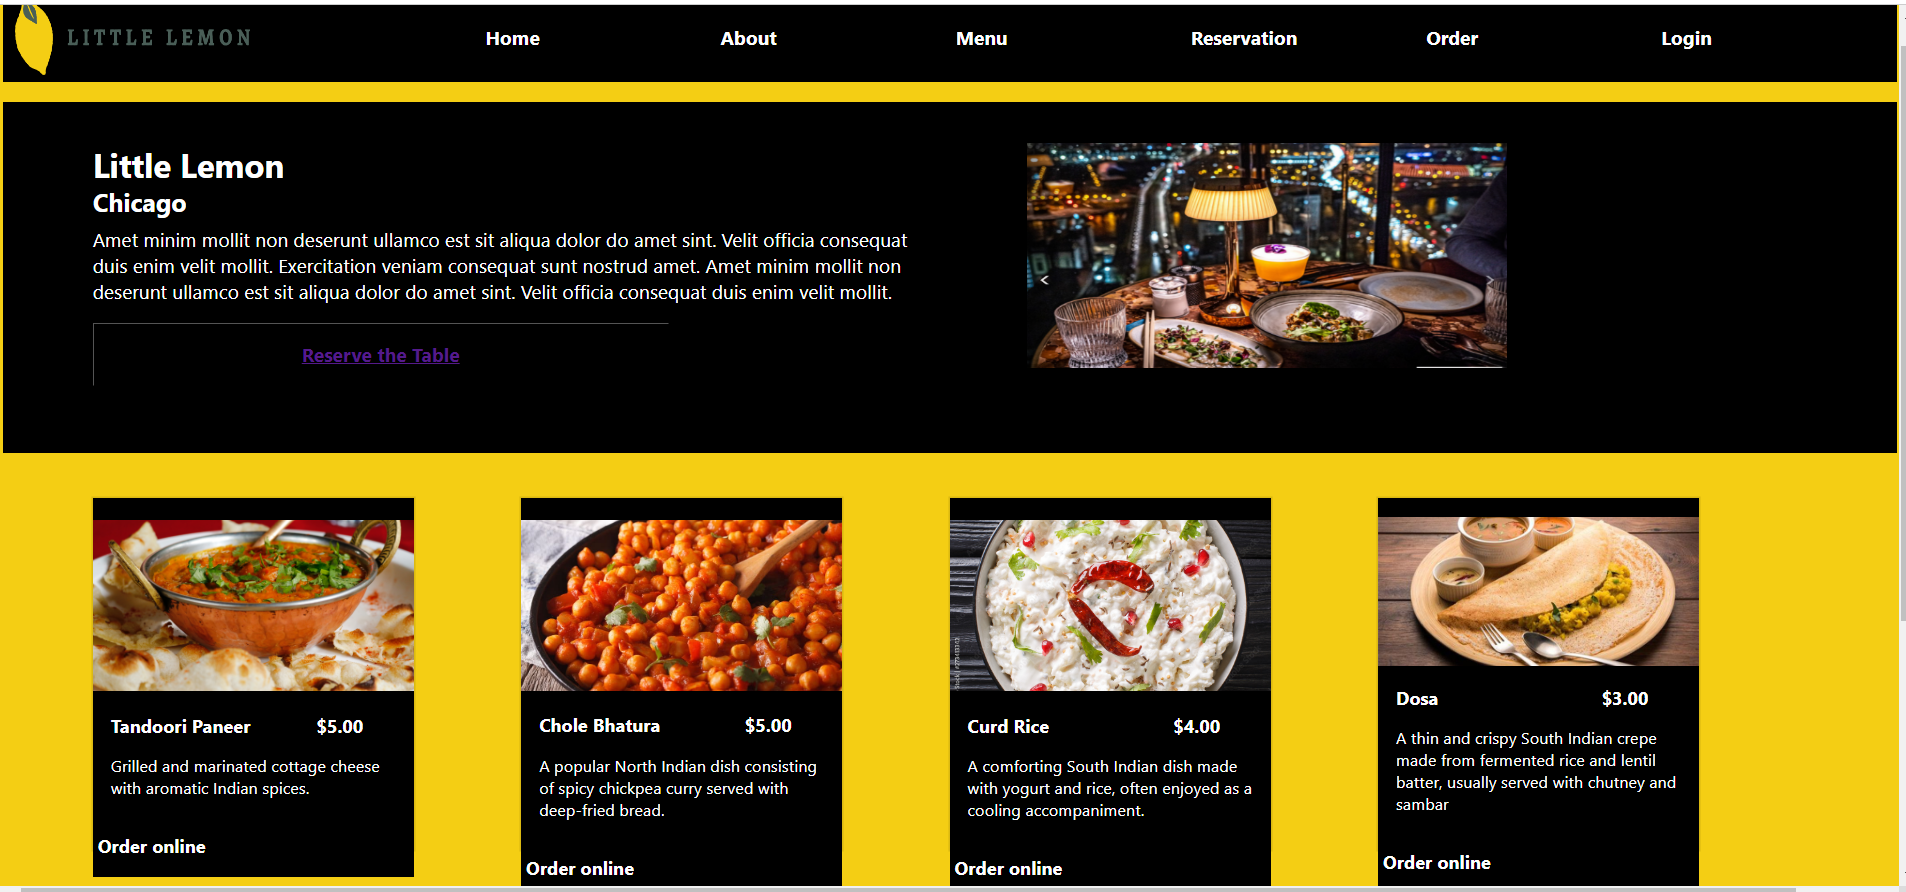 LITTLE LEMON
Home
About
Menu
Reservation
Order
Login
Little Lemon
Chicago
Amet minim mollit non deserunt ullamco est sit aliqua dolor do amet sint. Velit officia consequat
duis enim velit mollit. Exercitation veniam consequat sunt nostrud amet. Amet minim mollit non
deserunt ullamco est sit aliqua dolor do amet sint. Velit officia consequat duis enim velit mollit.
Reserve the Table
Tandoori Paneer $5.00
Grilled and marinated cottage cheese
with aromatic Indian spices.
Order online
Chole Bhatura $5.00
A popular North Indian dish consisting
of spicy chickpea curry served with
deep-fried bread.
Order online
Curd Rice $4.00
A comforting South Indian dish made
with yogurt and rice, often enjoyed as a
cooling accompaniment.
Order online
Dosa $3.00
A thin and crispy South Indian crepe
made from fermented rice and lentil
batter, usually served with chutney and
sambar
Order online